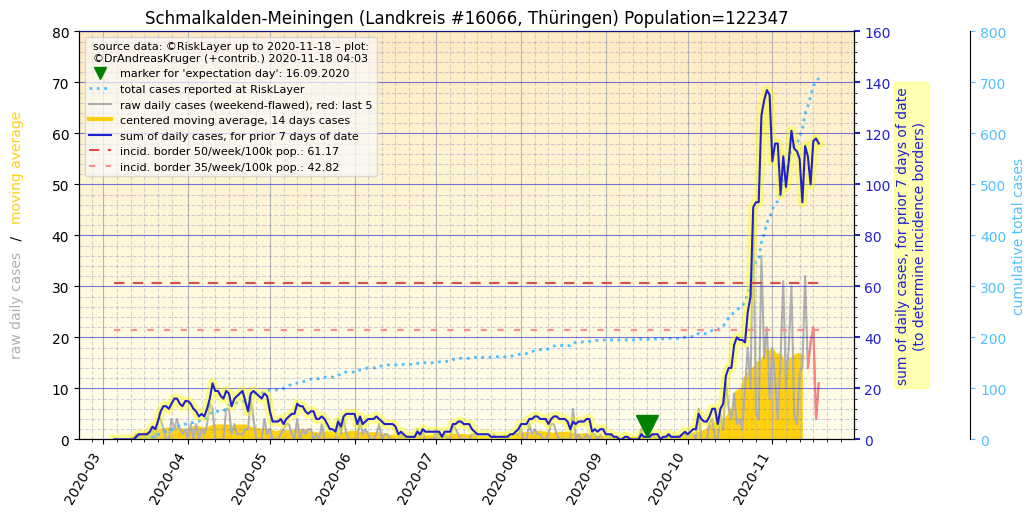 Schmalkalden-Meiningen (Landkreis #16066, Thüringen) Population=122347
source data: ©RiskLayer up to 2020-11-18 – plot:
©DrAndreasKruger (+contrib.) 2020-11-18 04:03
marker for 'expectation day': 16.09.2020
total cases reported at RiskLayer
raw daily cases (weekend-flawed), red: last 5
centered moving average, 14 days cases
sum of daily cases, for prior 7 days of date
incid. border 50/week/100k pop.: 61.17
incid. border 35/week/100k pop.: 42.82
raw daily cases / moving average
80
70
60
50
40
30
20
10
0
160
140
120
100
80
60
40
20
0
sum of daily cases, for prior 7 days of date
(to determine incidence borders)
800
700
600
500
400
300
200
100
0
cumulative total cases
2020-03
2020-04
2020-05
2020-06
2020-07
2020-08
2020-09
2020-10
2020-11